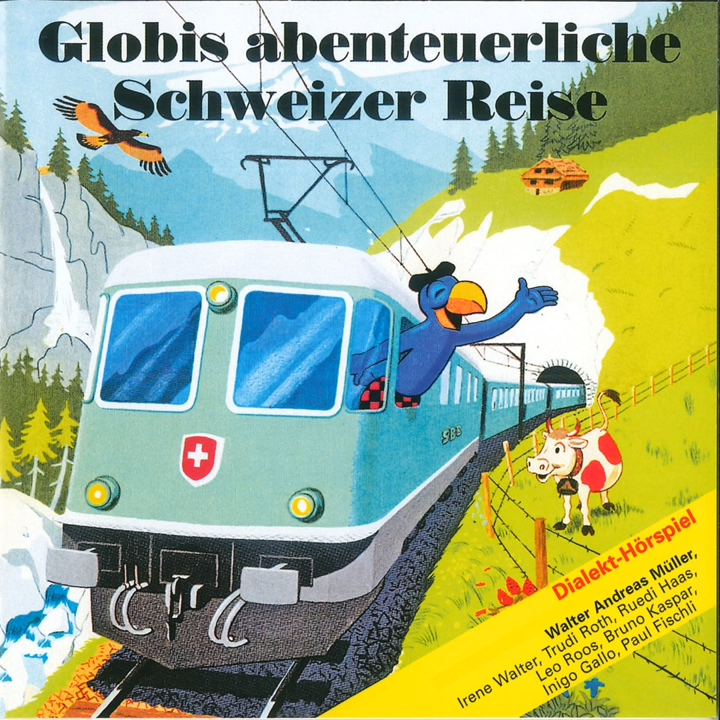 Globis abenteuerliche
Schweizer Reise
SBB
Dialekt-Hörspiel
Walter Andreas Müller,
Irene Walter, Trudi Roth, Ruedi Haas,
Leo Roos, Bruno Kaspar,
Inigo Gallo, Paul Fischli